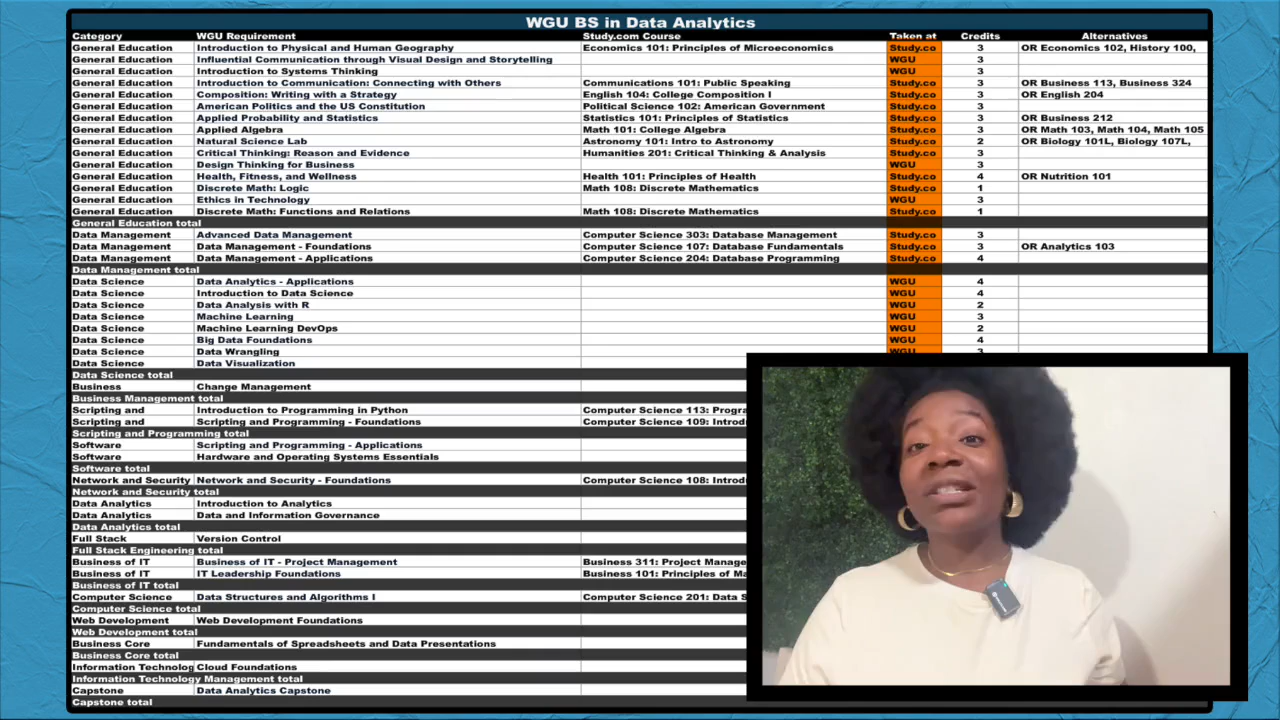 WGU BS in Data Analytics
Category WGU Requirement Study.com Course Taken at Credits Alternatives
General Education Introduction to Physical and Human Geography Economics 101: Principles of Microeconomics Study.co 3 OR Economics 102, History 100,
General Education Influential Communication through Visual Design and Storytelling WGU 3
General Education Introduction to Systems Thinking WGU 3
General Education Introduction to Communication: Connecting with Others Communications 101: Public Speaking Study.co 3 OR Business 113, Business 324
General Education Composition: Writing with a Strategy English 104: College Composition I Study.co 3 OR English 204
General Education American Politics and the US Constitution Political Science 102: American Government Study.co 3
General Education Applied Probability and Statistics Statistics 101: Principles of Statistics Study.co 3 OR Business 212
General Education Applied Algebra Math 101: College Algebra Study.co 3 OR Math 103, Math 104, Math 105
General Education Natural Science Lab Astronomy 101: Intro to Astronomy Study.co 2 OR Biology 101L, Biology 107L,
General Education Critical Thinking: Reason and Evidence Humanities 201: Critical Thinking & Analysis Study.co 3
General Education Design Thinking for Business WGU 3
General Education Health, Fitness, and Wellness Health 101: Principles of Health Study.co 4 OR Nutrition 101
General Education Discrete Math: Logic Math 108: Discrete Mathematics Study.co 1
General Education Ethics in Technology WGU 3
General Education Discrete Math: Functions and Relations Math 108: Discrete Mathematics Study.co 1
General Education total
Data Management Advanced Data Management Computer Science 303: Database Management Study.co 3
Data Management Data Management - Foundations Computer Science 107: Database Fundamentals Study.co 3 OR Analytics 103
Data Management Data Management - Applications Computer Science 204: Database Programming Study.co 4
Data Management total
Data Science Data Analytics - Applications WGU 4
Data Science Introduction to Data Science WGU 4
Data Science Data Analysis with R WGU 2
Data Science Machine Learning WGU 3
Data Science Machine Learning DevOps WGU 2
Data Science Big Data Foundations WGU 4
Data Science Data Wrangling WGU 3
Data Science Data Visualization
Data Science total
Business Change Management
Business Management total
Scripting and Introduction to Programming in Python Computer Science 113: Progra
Scripting and Scripting and Programming - Foundations Computer Science 109: Introd
Scripting and Programming total
Software Scripting and Programming - Applications
Software Hardware and Operating Systems Essentials
Software total
Network and Security Network and Security - Foundations Computer Science 108: Introd
Network and Security total
Data Analytics Introduction to Analytics
Data Analytics Data and Information Governance
Data Analytics total
Full Stack Version Control
Full Stack Engineering total
Business of IT Business of IT - Project Management Business 311: Project Manage
Business of IT IT Leadership Foundations Business 101: Principles of Ma
Business of IT total
Computer Science Data Structures and Algorithms I Computer Science 201: Data S
Computer Science total
Web Development Web Development Foundations
Web Development total
Business Core Fundamentals of Spreadsheets and Data Presentations
Business Core total
Information Technolog Cloud Foundations
Information Technology Management total
Capstone Data Analytics Capstone
Capstone total